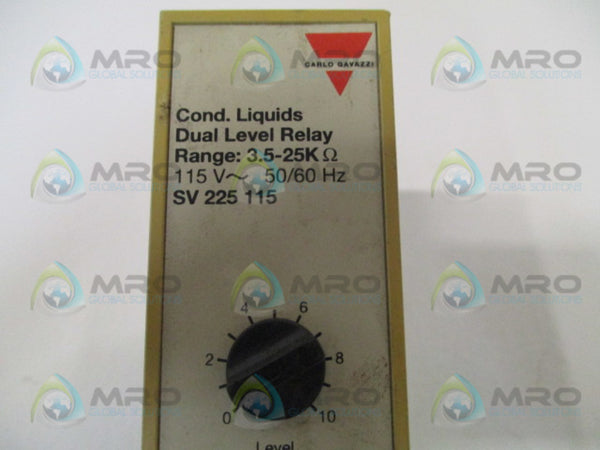 CARLO GAVAZZI
Cond. Liquids
Dual Level Relay
Range: 3.5-25K Ω
115 V~ 50/60 Hz
SV 225 115
4 6
2 8
0 10
Level
MRO
GLOBAL SOLUTIONS